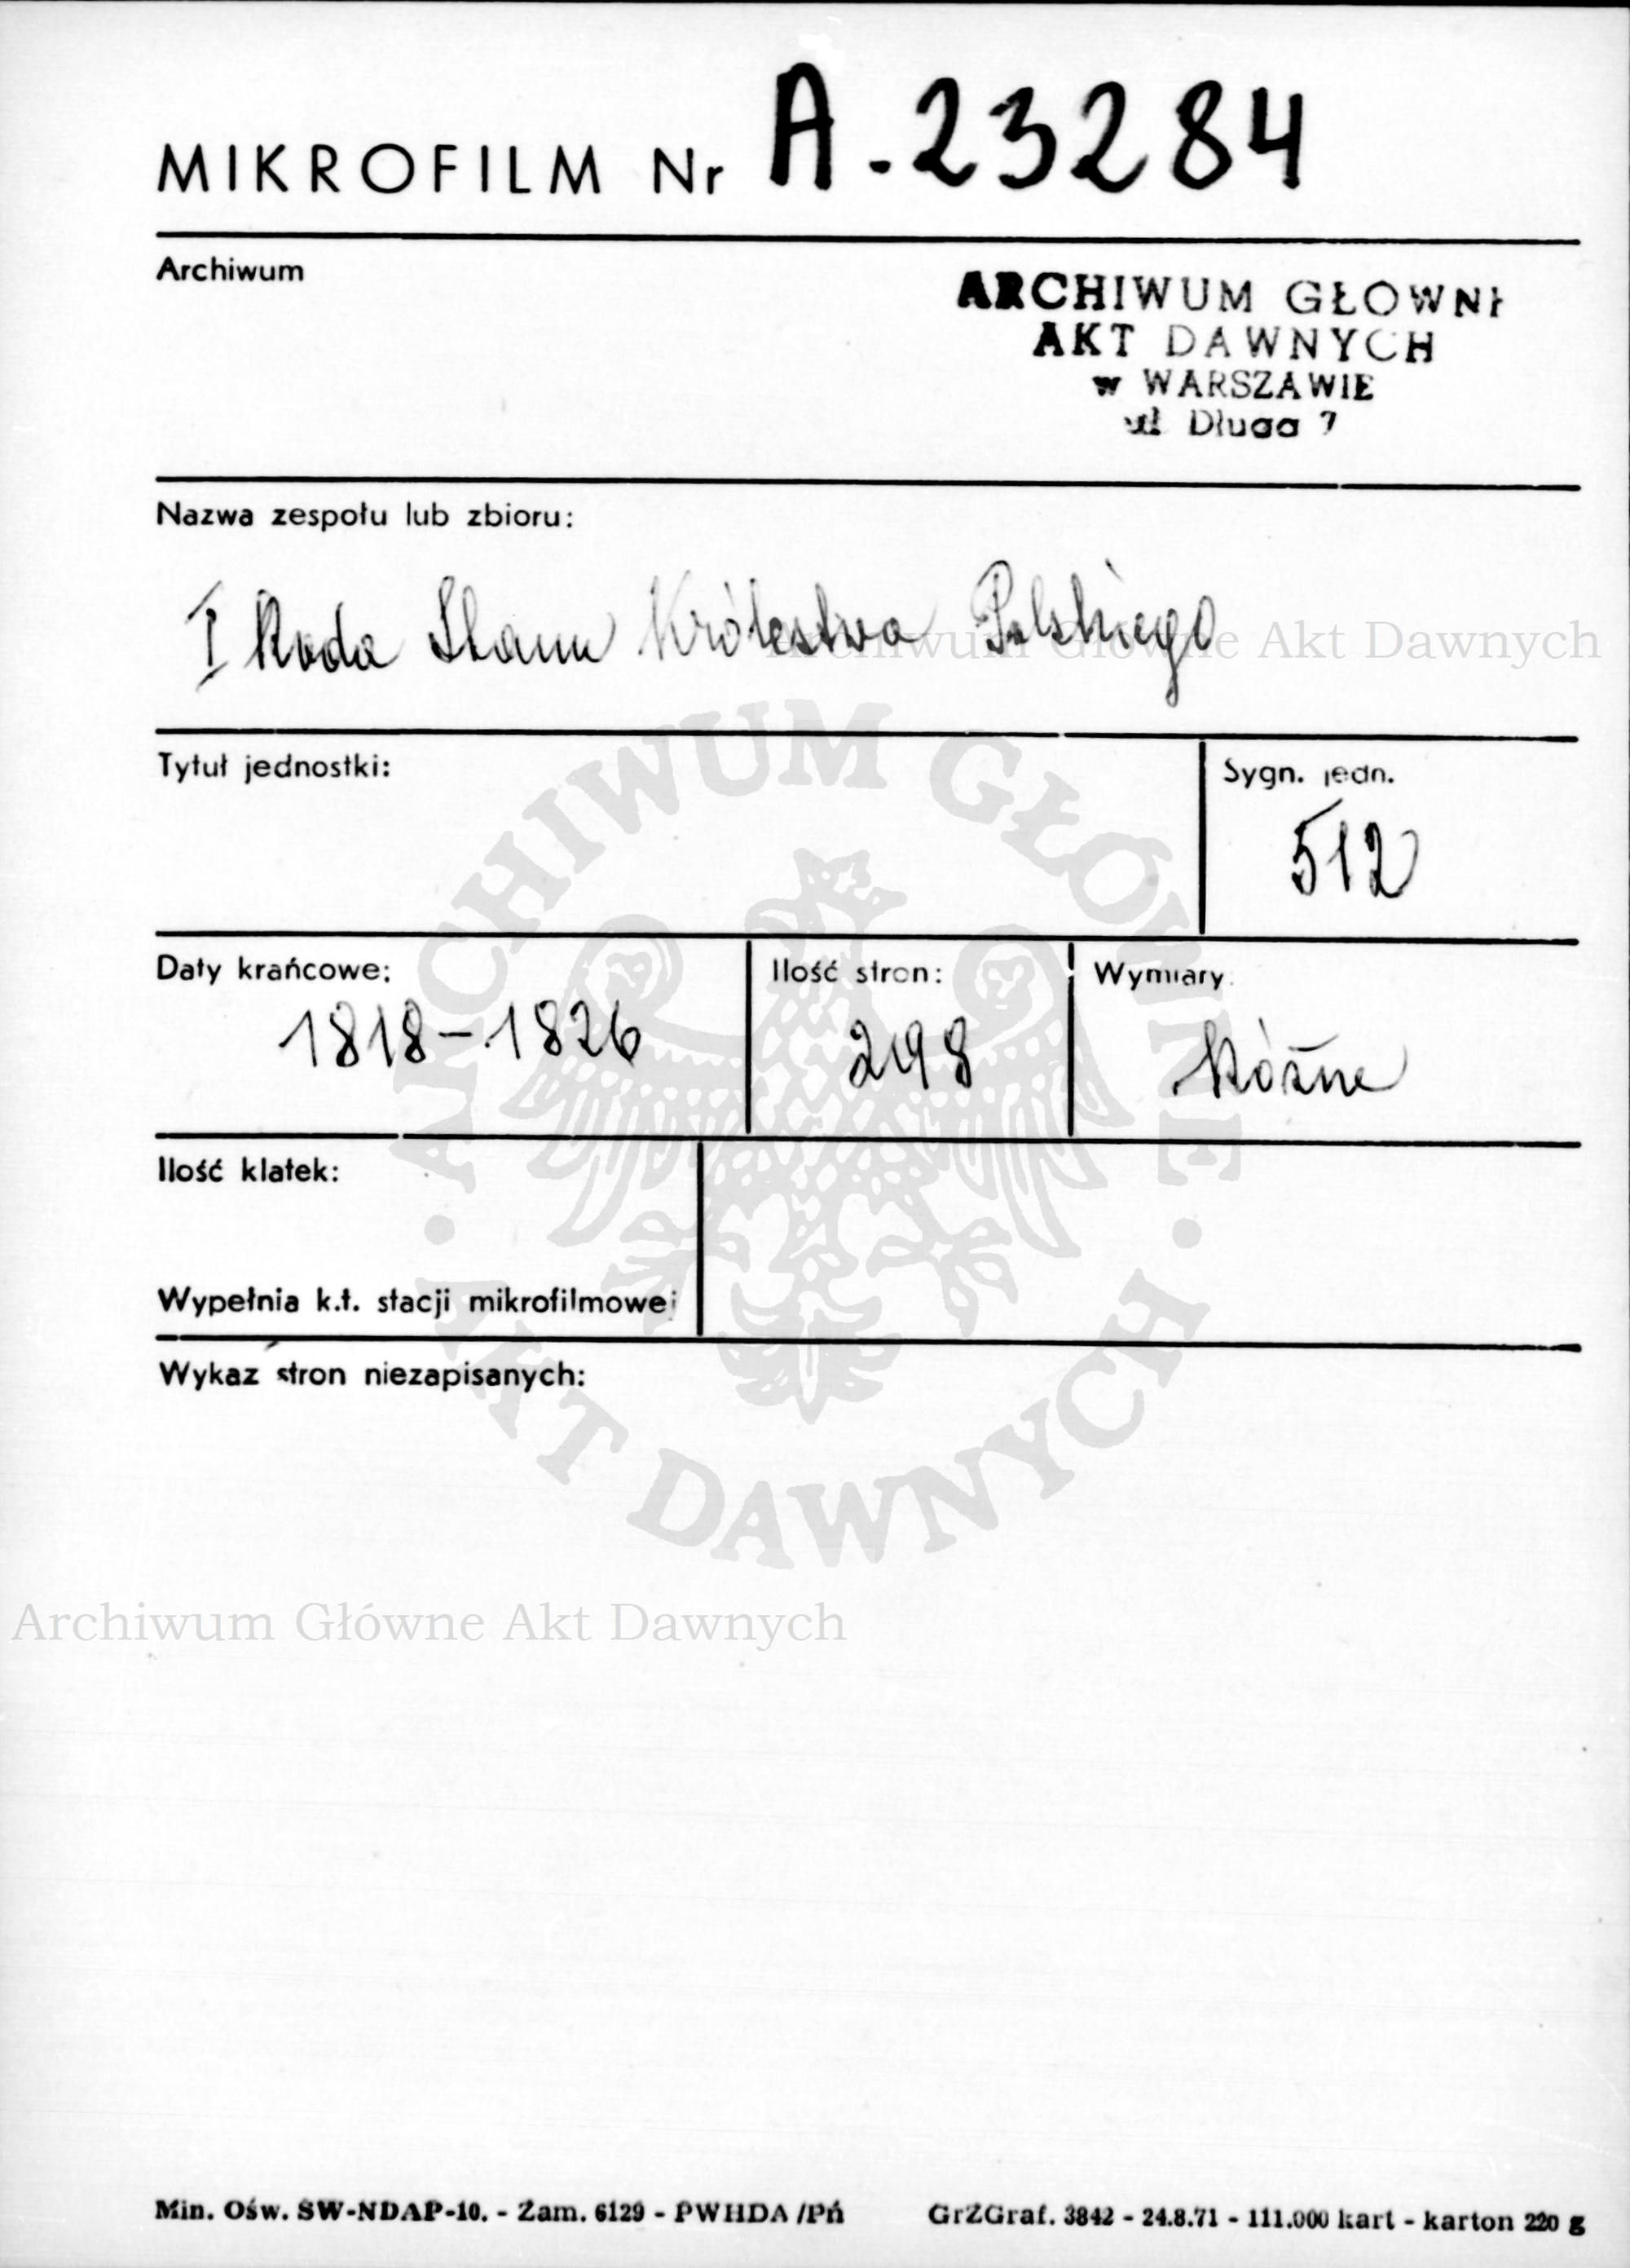 MIKROFILM Nr A-23284
Archiwum
ARCHIWUM GŁOWNE
AKT DAWNYCH
w WARSZAWIE
ul Długa 7
Nazwa zespołu lub zbioru:
I Rada Stanu Królestwa Polskiego
Archiwum Główne Akt Dawnych
Tytuł jednostki:
Sygn. jedn.
512
Daty krańcowe:
1818-1826
Ilość stron:
298
Wymiary:
Różne
Ilość klatek:
Wypełnia k.t. stacji mikrofilmowej
Wykaz stron niezapisanych:
ARCHIWUM GŁÓWNE
AKT DAWNYCH
Archiwum Główne Akt Dawnych
Min. Ośw. SW-NDAP-10. - Zam. 6129 - PWHDA/Pń
GrZGraf. 3842 - 24.8.71 - 111.000 kart - karton 220 g